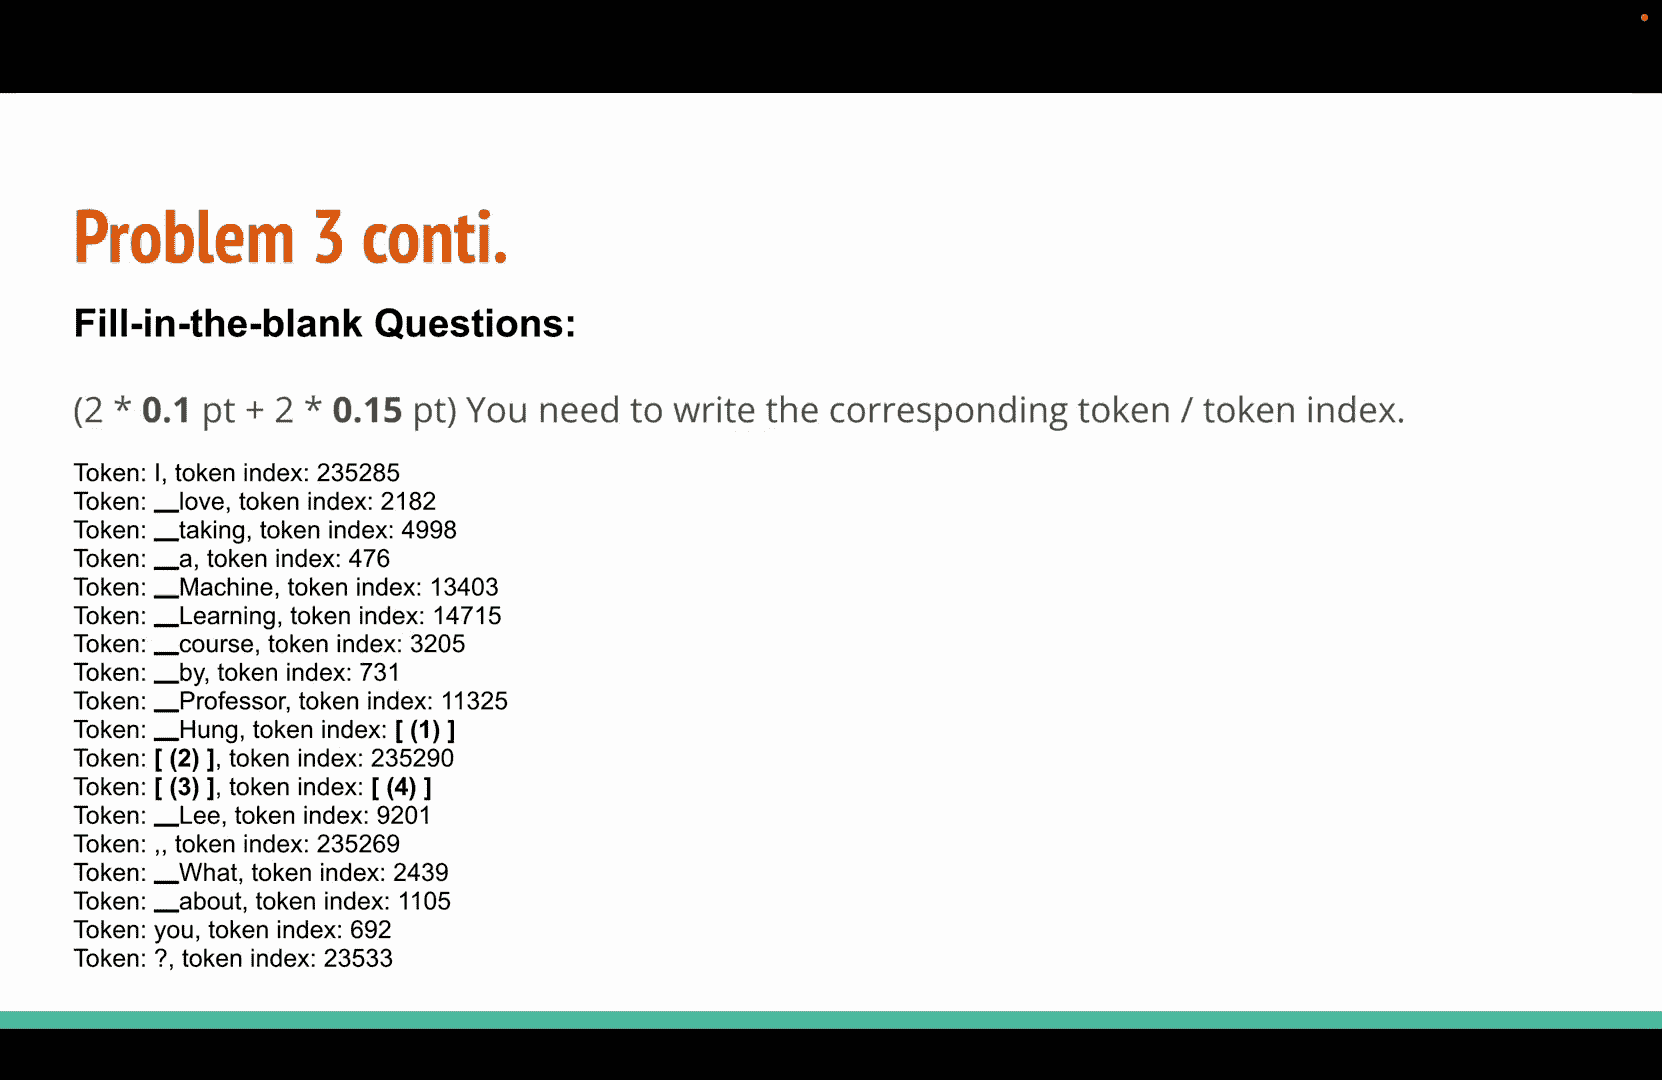 Problem 3 conti.
Fill-in-the-blank Questions:
(2 * 0.1 pt + 2 * 0.15 pt) You need to write the corresponding token / token index.
Token: I, token index: 235285
Token: __love, token index: 2182
Token: __taking, token index: 4998
Token: __a, token index: 476
Token: __Machine, token index: 13403
Token: __Learning, token index: 14715
Token: __course, token index: 3205
Token: __by, token index: 731
Token: __Professor, token index: 11325
Token: __Hung, token index: [ (1) ]
Token: [ (2) ], token index: 235290
Token: [ (3) ], token index: [ (4) ]
Token: __Lee, token index: 9201
Token: ,, token index: 235269
Token: __What, token index: 2439
Token: __about, token index: 1105
Token: you, token index: 692
Token: ?, token index: 23533